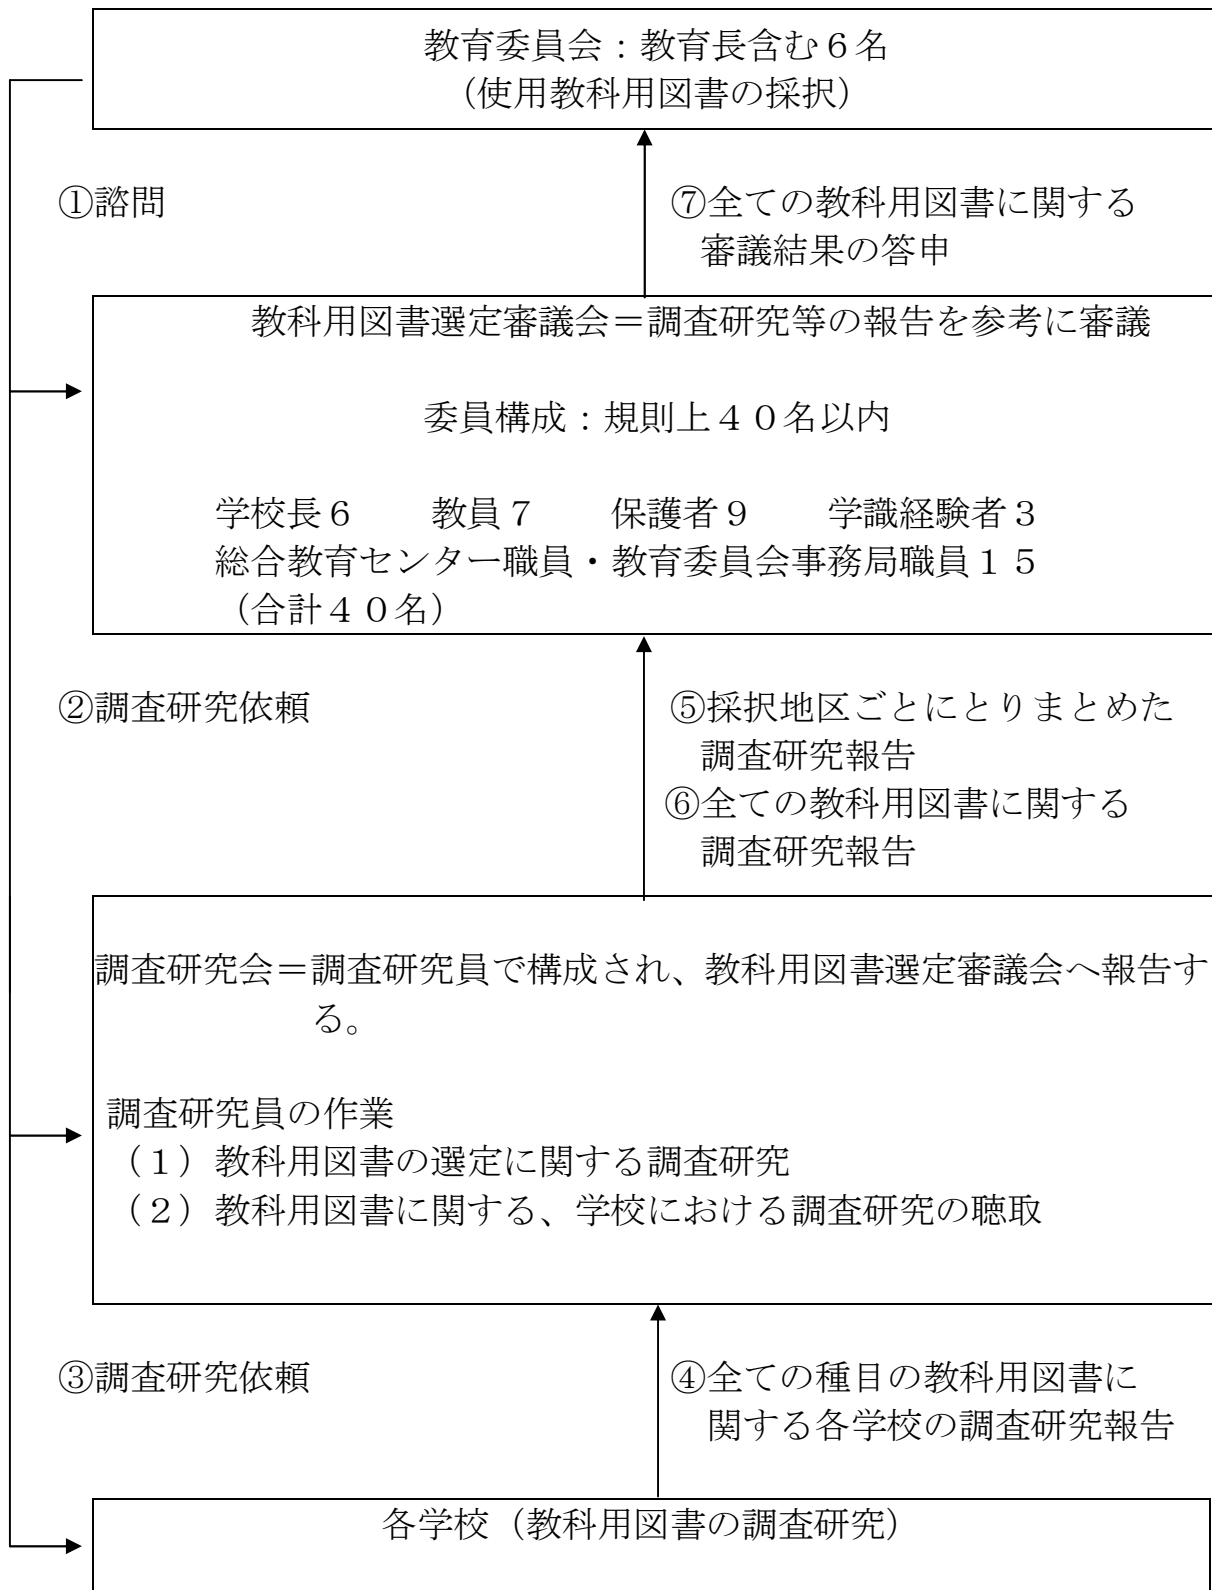 教育委員会：教育長含む６名
（使用教科用図書の採択）
①諮問
⑦全ての教科用図書に関する
審議結果の答申
教科用図書選定審議会＝調査研究等の報告を参考に審議
委員構成：規則上４０名以内
学校長６　　教員７　　保護者９　　学識経験者３
総合教育センター職員・教育委員会事務局職員１５
（合計４０名）
②調査研究依頼
⑤採択地区ごとにとりまとめた
調査研究報告
⑥全ての教科用図書に関する
調査研究報告
調査研究会＝調査研究員で構成され、教科用図書選定審議会へ報告す
る。
調査研究員の作業
（１）教科用図書の選定に関する調査研究
（２）教科用図書に関する、学校における調査研究の聴取
③調査研究依頼
④全ての種目の教科用図書に
関する各学校の調査研究報告
各学校（教科用図書の調査研究）